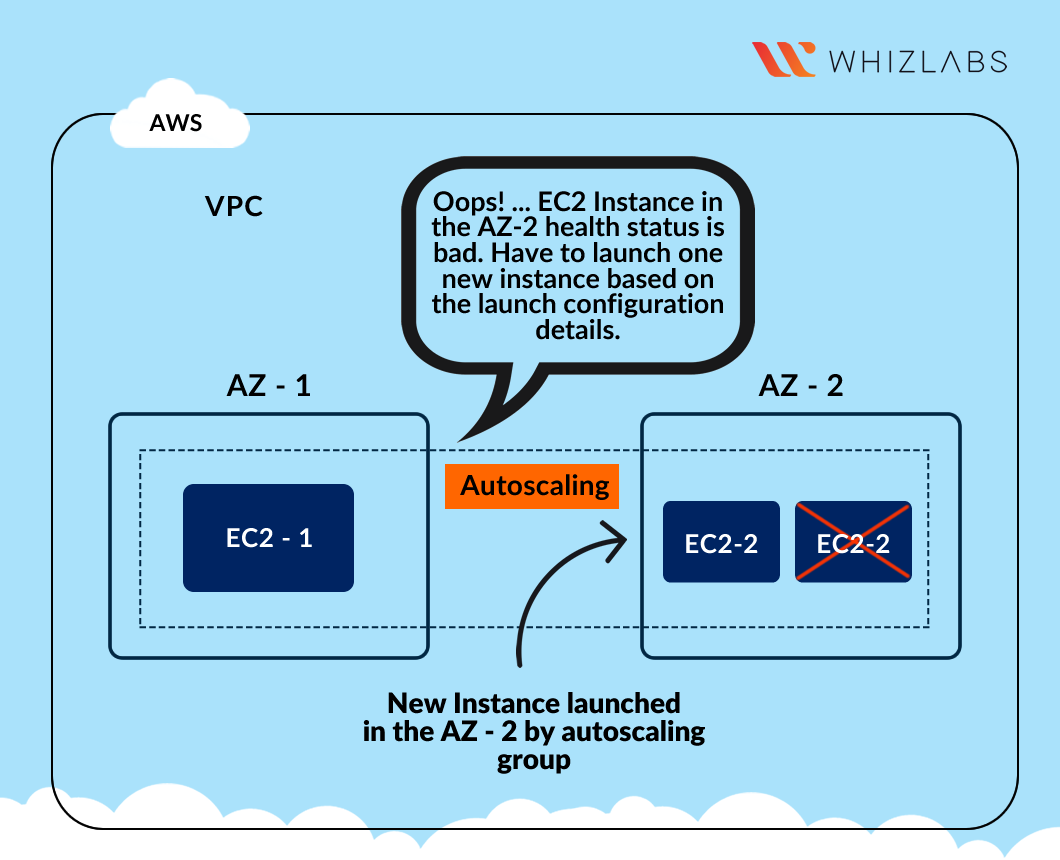 WHIZLABS
AWS
VPC
Oops! ... EC2 Instance in
the AZ-2 health status is
bad. Have to launch one
new instance based on
the launch configuration
details.
AZ - 1
AZ - 2
Autoscaling
EC2 - 1
EC2-2
EC2-2
New Instance launched
in the AZ - 2 by autoscaling
group